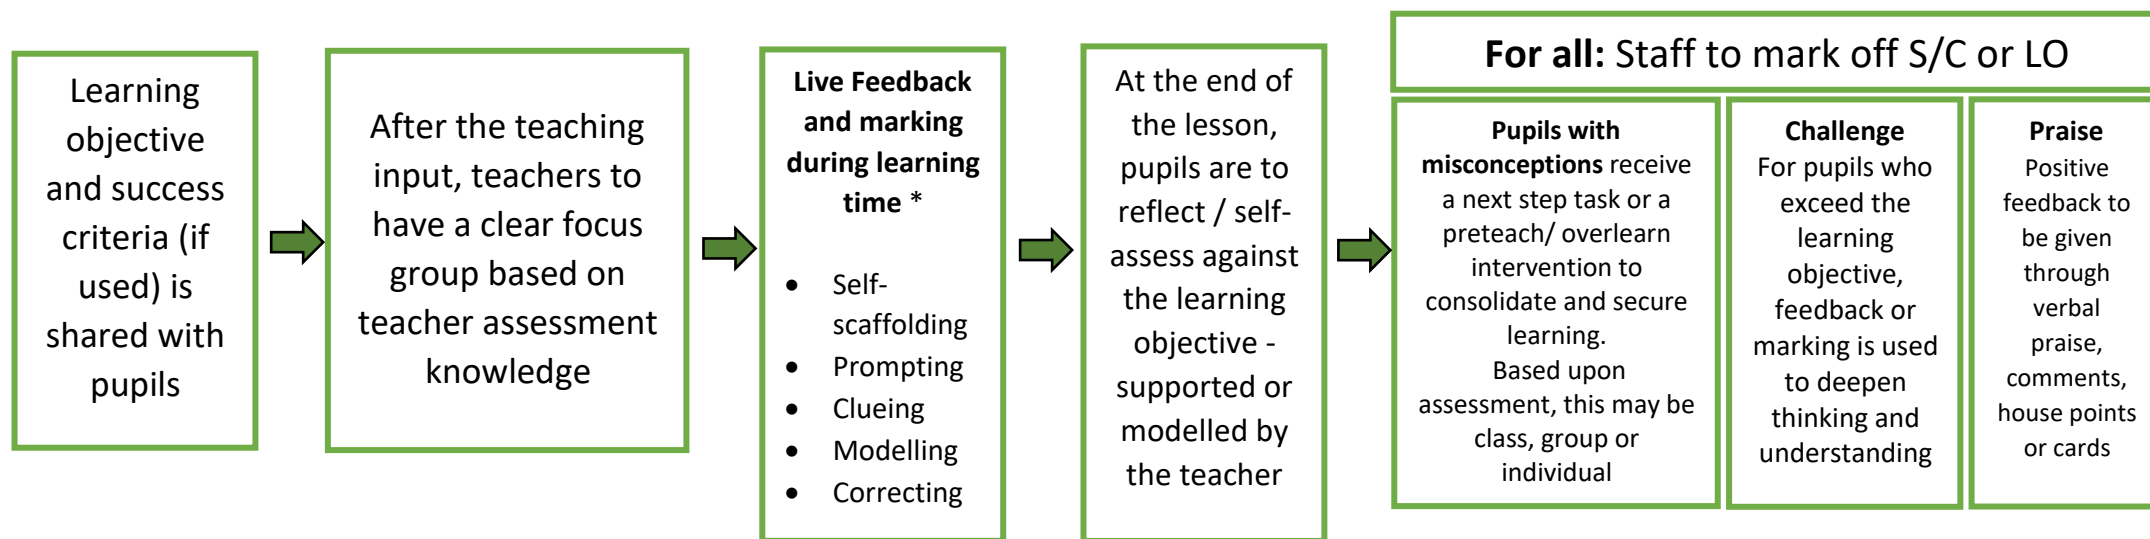 Learning
objective
and success
criteria (if
used) is
shared with
pupils
After the teaching
input, teachers to
have a clear focus
group based on
teacher assessment
knowledge
Live Feedback
and marking
during learning
time *
• Self-
scaffolding
• Prompting
• Clueing
• Modelling
• Correcting
At the end of
the lesson,
pupils are to
reflect / self-
assess against
the learning
objective -
supported or
modelled by
the teacher
For all: Staff to mark off S/C or LO
Pupils with
misconceptions receive
a next step task or a
preteach/ overlearn
intervention to
consolidate and secure
learning.
Based upon
assessment, this may be
class, group or
individual
Challenge
For pupils who
exceed the
learning
objective,
feedback or
marking is used
to deepen
thinking and
understanding
Praise
Positive
feedback to
be given
through
verbal
praise,
comments,
house points
or cards